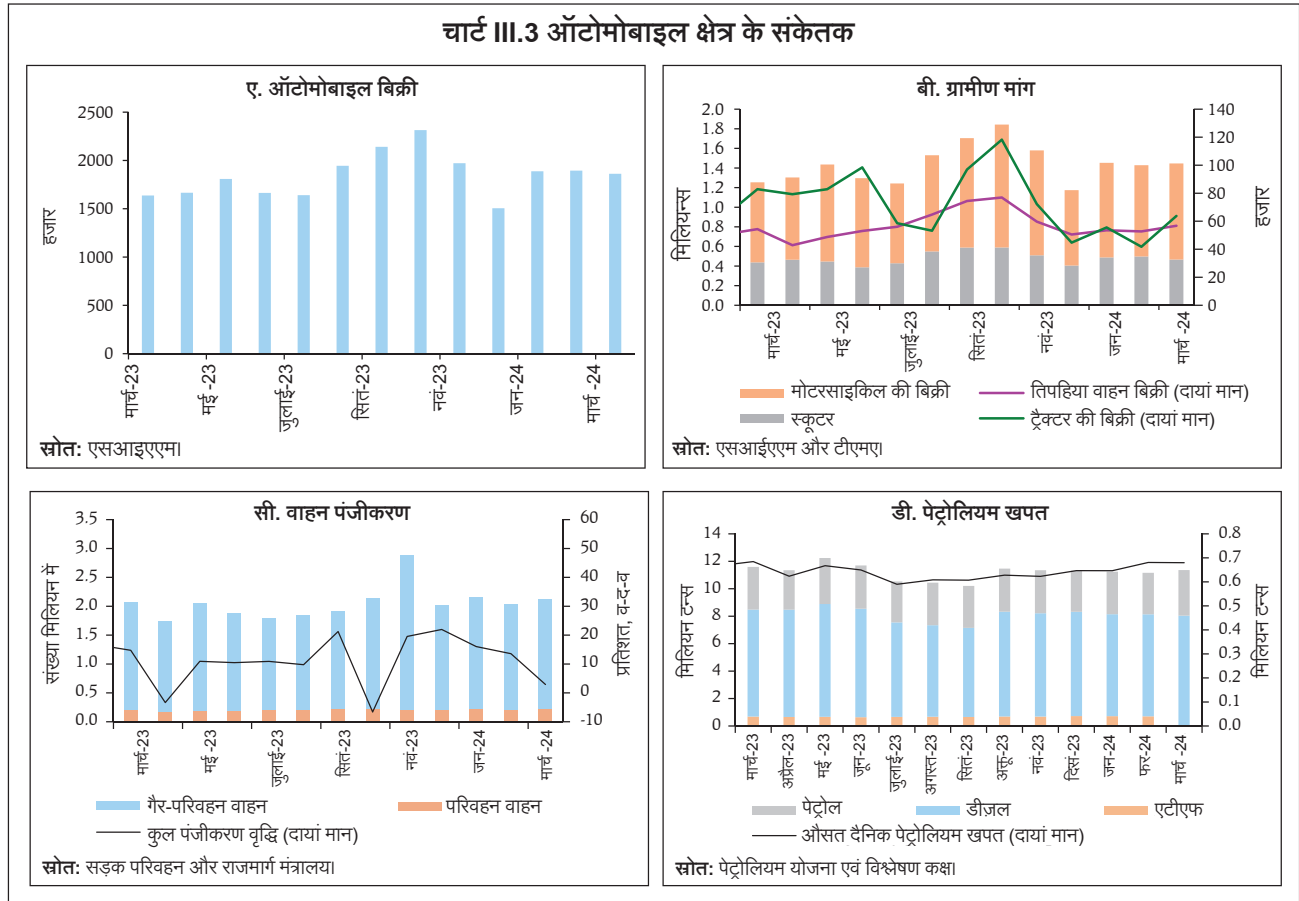 चार्ट III.3 ऑटोमोबाइल क्षेत्र के संकेतक
ए. ऑटोमोबाइल बिक्री
हजार
2500
2000
1500
1000
500
0
मार्च-23
मई -23
जुलाई-23
सितं-23
नवं-23
जन-24
मार्च -24
स्रोत: एसआइएएम।
बी. ग्रामीण मांग
मिलियन्स
2.0
1.8
1.6
1.4
1.2
1.0
0.8
0.6
0.4
0.2
0.0
140
120
100
80
60
40
20
0
हजार
मार्च-23
मई -23
जुलाई-23
सितं-23
नवं-23
जन-24
मार्च -24
मोटरसाइकिल की बिक्री
तिपहिया वाहन बिक्री (दायां मान)
स्कूटर
ट्रैक्टर की बिक्री (दायां मान)
स्रोत: एसआईएएम और टीएमए।
सी. वाहन पंजीकरण
संख्या मिलियन में
3.5
3.0
2.5
2.0
1.5
1.0
0.5
0.0
60
50
40
30
20
10
0
-10
प्रतिशत, व-द-व
मार्च-23
मई -23
जुलाई-23
सितं-23
नवं-23
जन-24
मार्च -24
गैर-परिवहन वाहन
परिवहन वाहन
कुल पंजीकरण वृद्धि (दायां मान)
स्रोत: सड़क परिवहन और राजमार्ग मंत्रालय।
डी. पेट्रोलियम खपत
मिलियन टन्स
14
12
10
8
6
4
2
0
0.8
0.7
0.6
0.5
0.4
0.3
0.2
0.1
0.0
मिलियन टन्स
मार्च-23
अप्रैल-23
मई -23
जून-23
जुलाई-23
अगस्त-23
सितं-23
अक्तू-23
नवं-23
दिसं-23
जन-24
फर-24
मार्च -24
पेट्रोल
डीज़ल
एटीएफ
औसत दैनिक पेट्रोलियम खपत (दायां मान)
स्रोत: पेट्रोलियम योजना एवं विश्लेषण कक्ष।